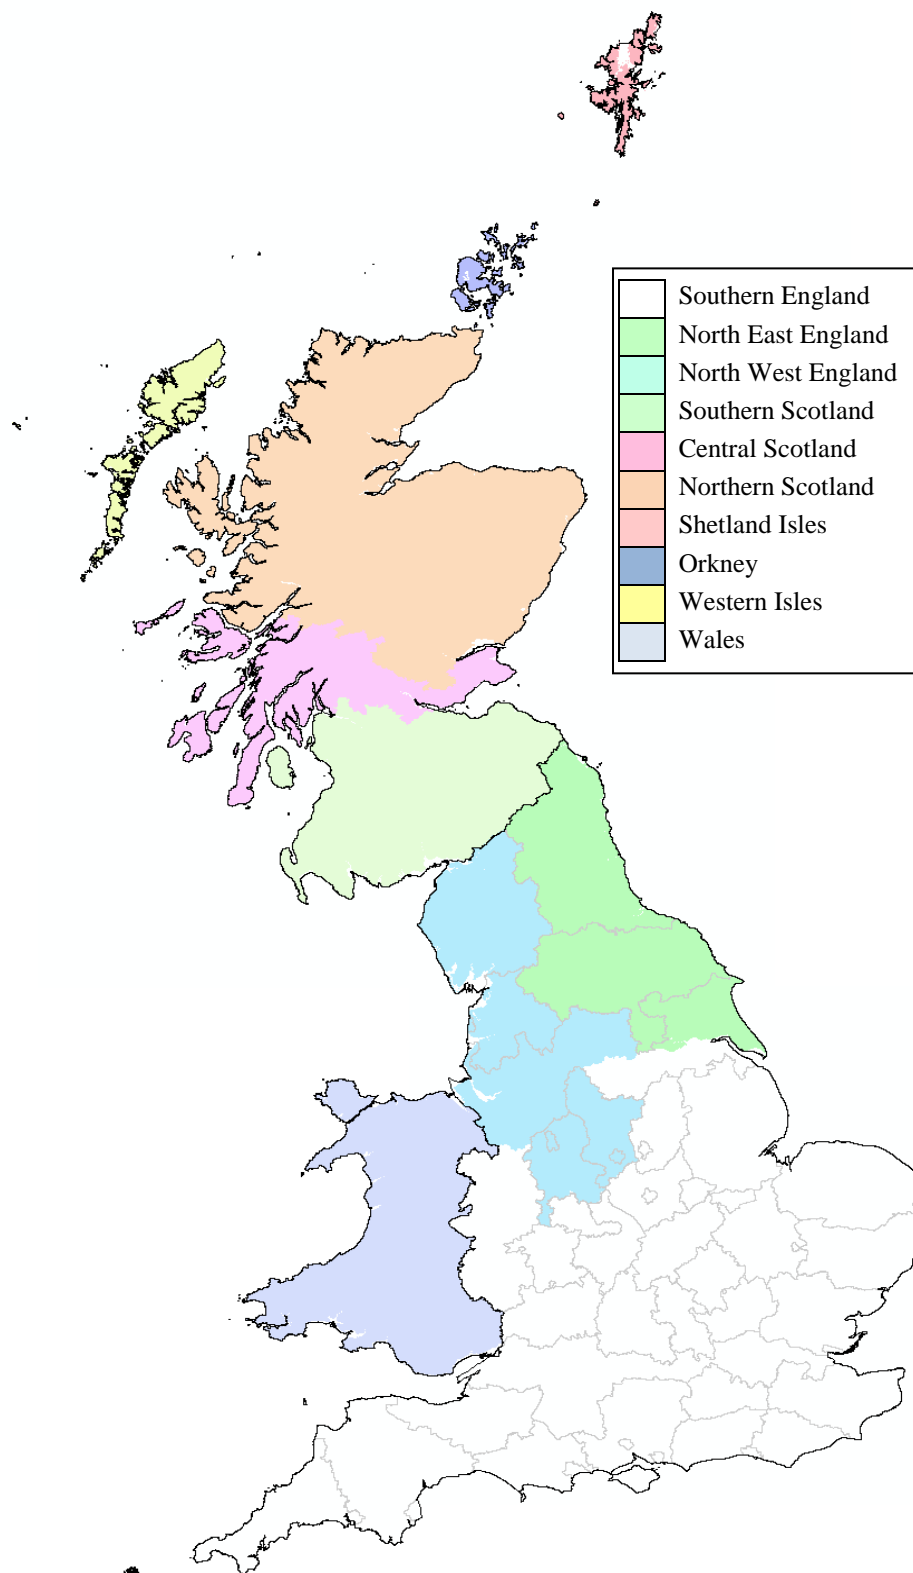 Southern England
North East England
North West England
Southern Scotland
Central Scotland
Northern Scotland
Shetland Isles
Orkney
Western Isles
Wales